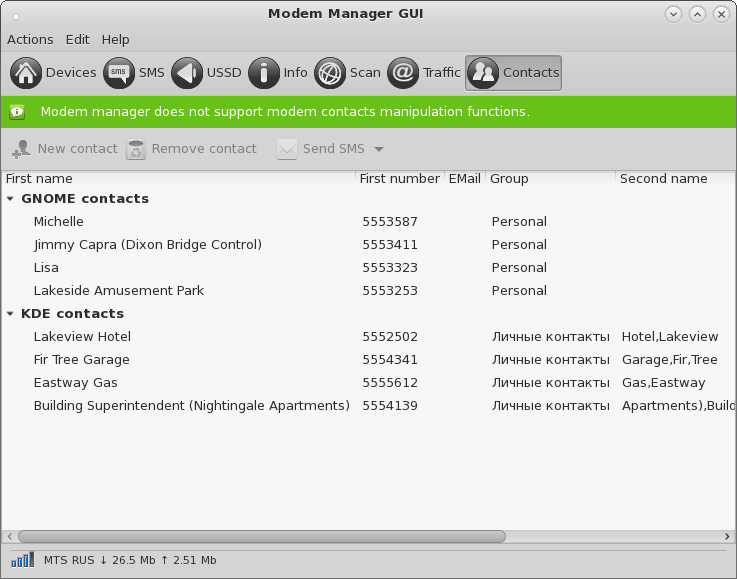 Modem Manager GUI
Actions Edit Help
Devices SMS USSD Info Scan Traffic Contacts
Modem manager does not support modem contacts manipulation functions.
New contact Remove contact Send SMS
First name First number EMail Group Second name
GNOME contacts
Michelle 5553587 Personal
Jimmy Capra (Dixon Bridge Control) 5553411 Personal
Lisa 5553323 Personal
Lakeside Amusement Park 5553253 Personal
KDE contacts
Lakeview Hotel 5552502 Личные контакты Hotel,Lakeview
Fir Tree Garage 5554341 Личные контакты Garage,Fir,Tree
Eastway Gas 5555612 Личные контакты Gas,Eastway
Building Superintendent (Nightingale Apartments) 5554139 Личные контакты Apartments),Build
MTS RUS ↓ 26.5 Mb ↑ 2.51 Mb